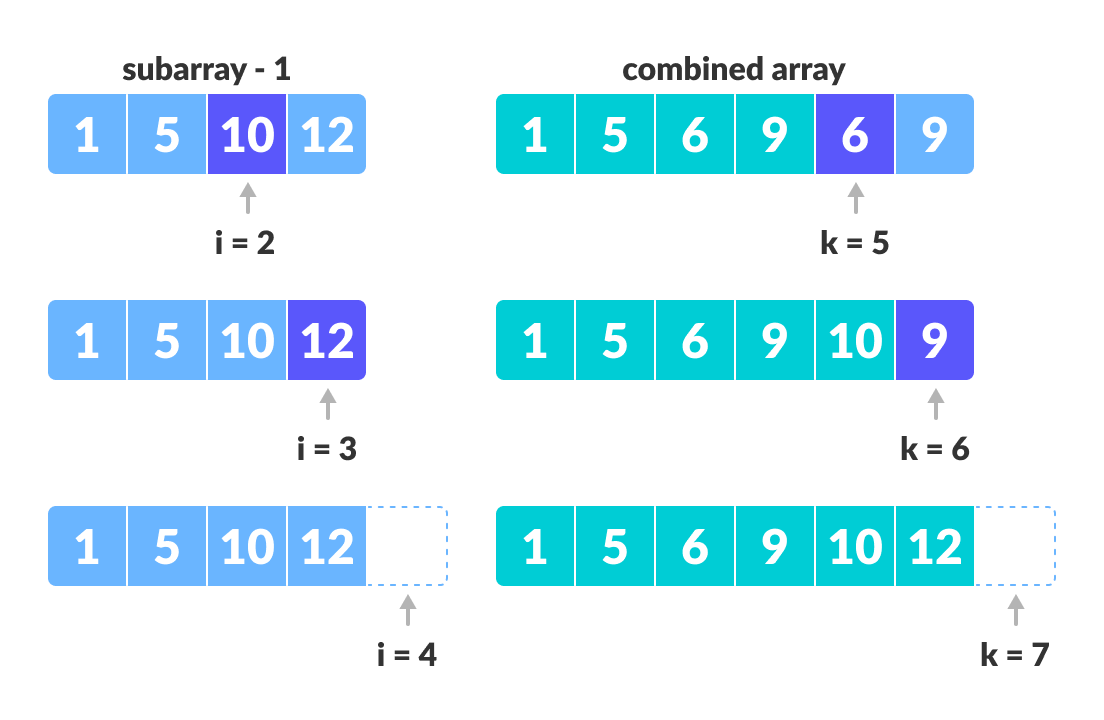 subarray - 1 combined array
1 5 10 12 1 5 6 9 6 9
i = 2 k = 5
1 5 10 12 1 5 6 9 10 9
i = 3 k = 6
1 5 10 12 1 5 6 9 10 12
i = 4 k = 7